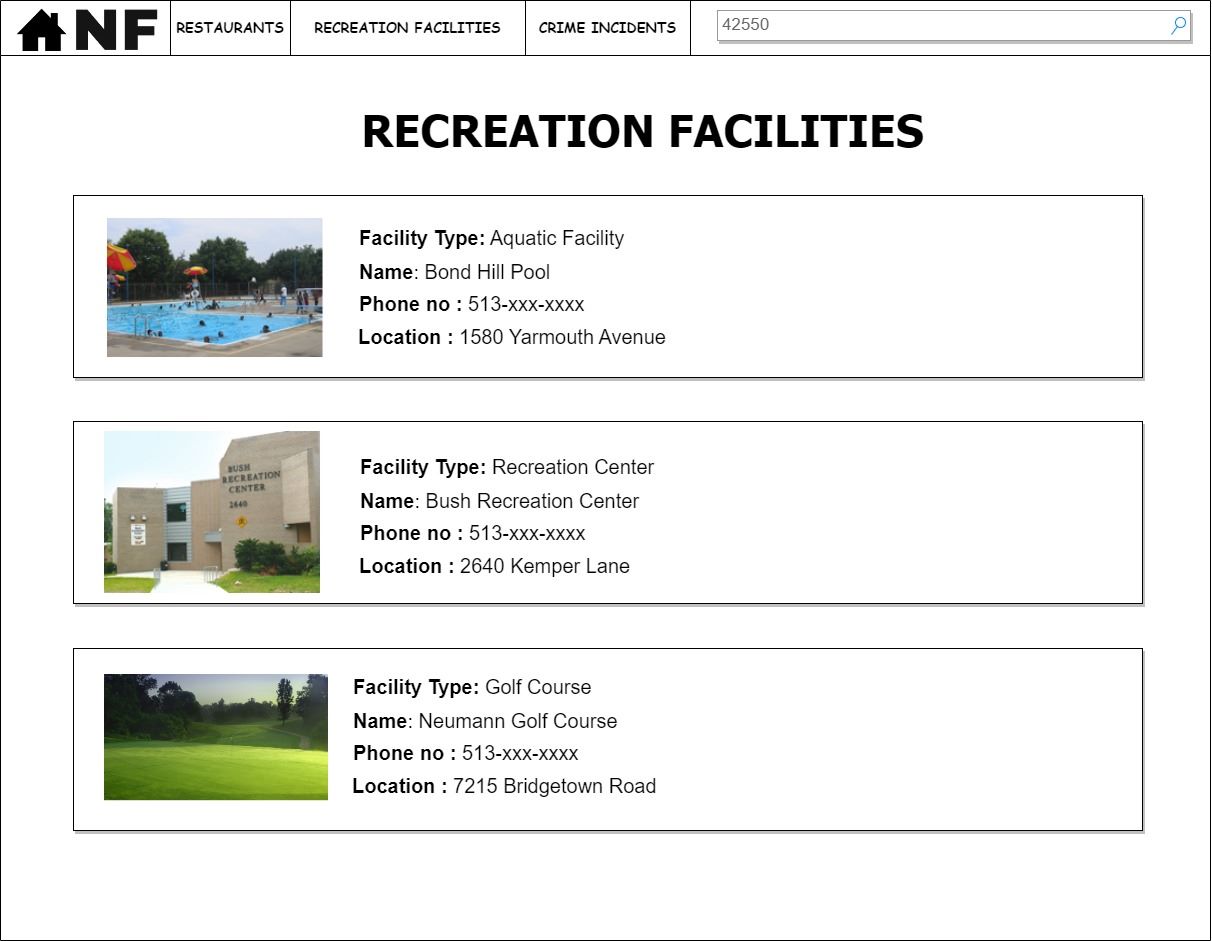 NF
RESTAURANTS
RECREATION FACILITIES
CRIME INCIDENTS
42550
RECREATION FACILITIES
Facility Type: Aquatic Facility
Name: Bond Hill Pool
Phone no : 513-xxx-xxxx
Location : 1580 Yarmouth Avenue
BUSH
RECREATION
CENTER
2640
Facility Type: Recreation Center
Name: Bush Recreation Center
Phone no : 513-xxx-xxxx
Location : 2640 Kemper Lane
Facility Type: Golf Course
Name: Neumann Golf Course
Phone no : 513-xxx-xxxx
Location : 7215 Bridgetown Road